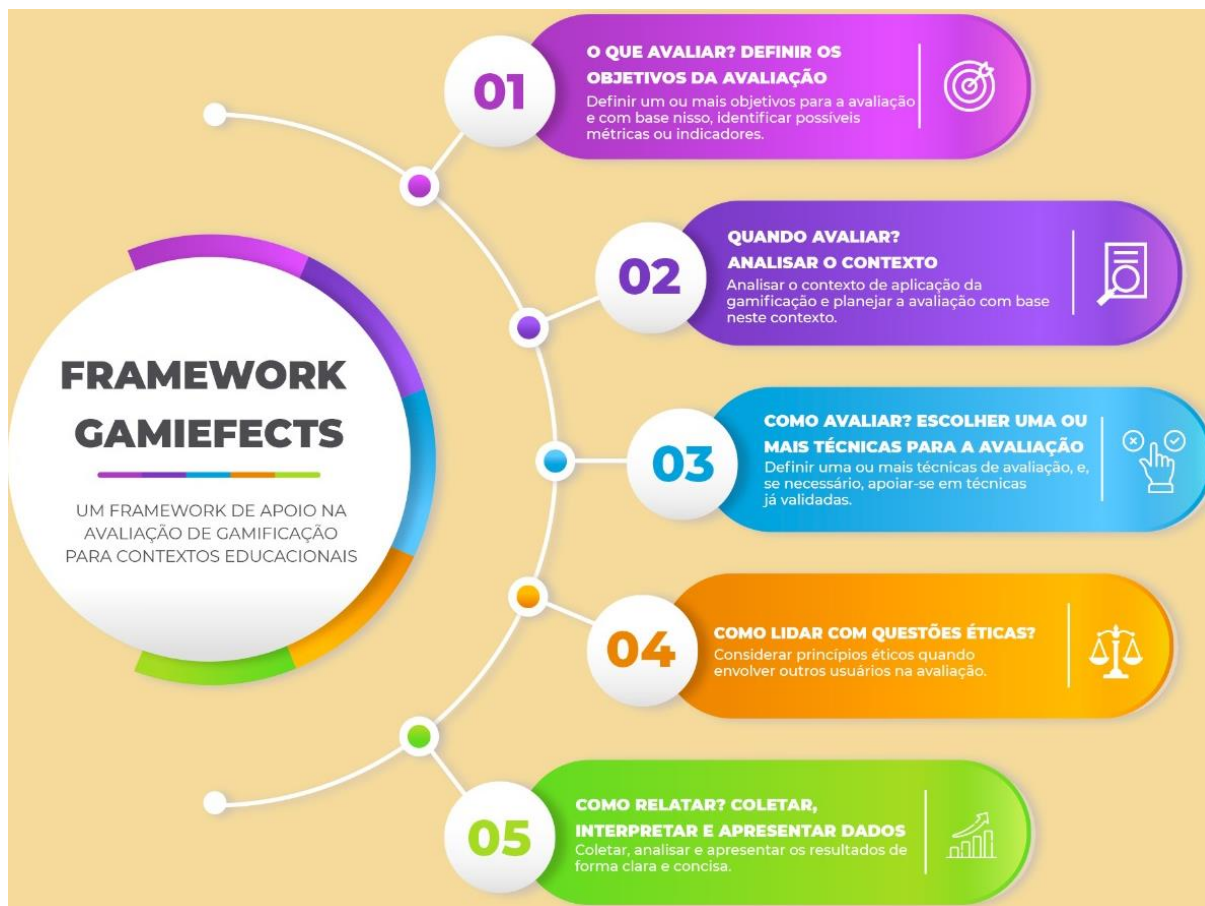 FRAMEWORK
GAMIEFECTS
UM FRAMEWORK DE APOIO NA
AVALIAÇÃO DE GAMIFICAÇÃO
PARA CONTEXTOS EDUCACIONAIS
01
O QUE AVALIAR? DEFINIR OS
OBJETIVOS DA AVALIAÇÃO
Definir um ou mais objetivos para a avaliação
e com base nisso, identificar possíveis
métricas ou indicadores.
02
QUANDO AVALIAR?
ANALISAR O CONTEXTO
Analisar o contexto de aplicação da
gamificação e planejar a avaliação com base
neste contexto.
03
COMO AVALIAR? ESCOLHER UMA OU
MAIS TÉCNICAS PARA A AVALIAÇÃO
Definir uma ou mais técnicas de avaliação, e,
se necessário, apoiar-se em técnicas
já validadas.
04
COMO LIDAR COM QUESTÕES ÉTICAS?
Considerar princípios éticos quando
envolver outros usuários na avaliação.
05
COMO RELATAR? COLETAR,
INTERPRETAR E APRESENTAR DADOS
Coletar, analisar e apresentar os resultados de
forma clara e concisa.